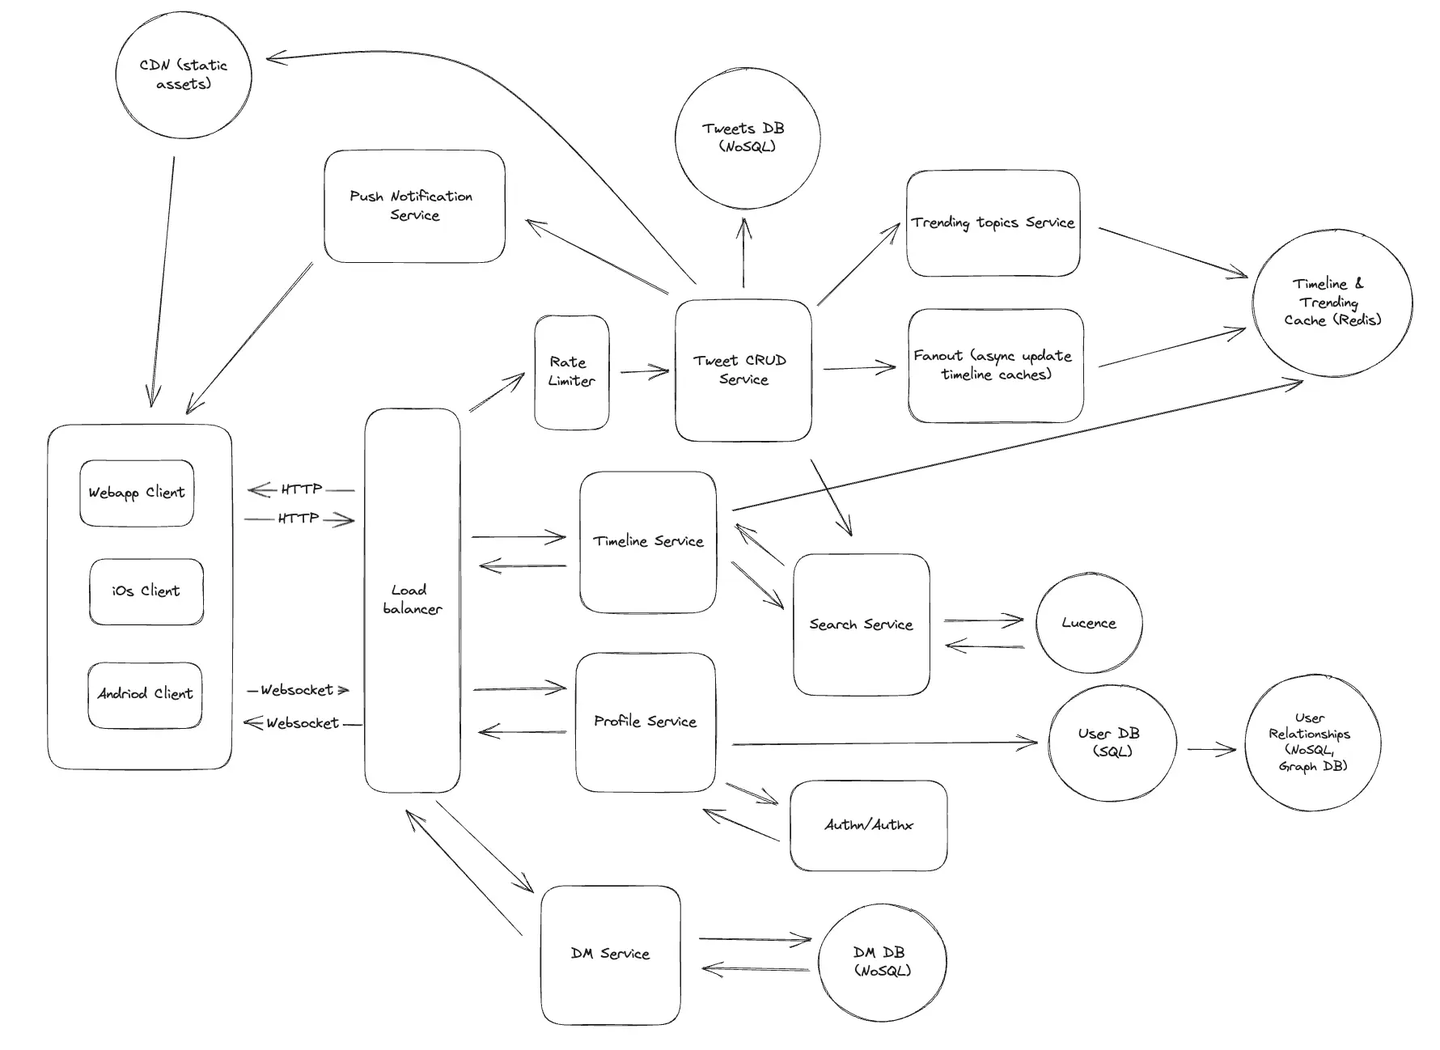 CDN (static
assets)
Tweets DB
(NoSQL)
Push Notification
Service
Trending topics Service
Timeline &
Trending
Cache (Redis)
Rate
Limiter
Tweet CRUD
Service
Fanout (async update
timeline caches)
Webapp Client
HTTP
HTTP
iOs Client
Load
balancer
Timeline Service
Search Service
Lucence
Andriod Client
Websocket
Websocket
Profile Service
User DB
(SQL)
User
Relationships
(NoSQL,
Graph DB)
Authn/Authx
DM Service
DM DB
(NoSQL)